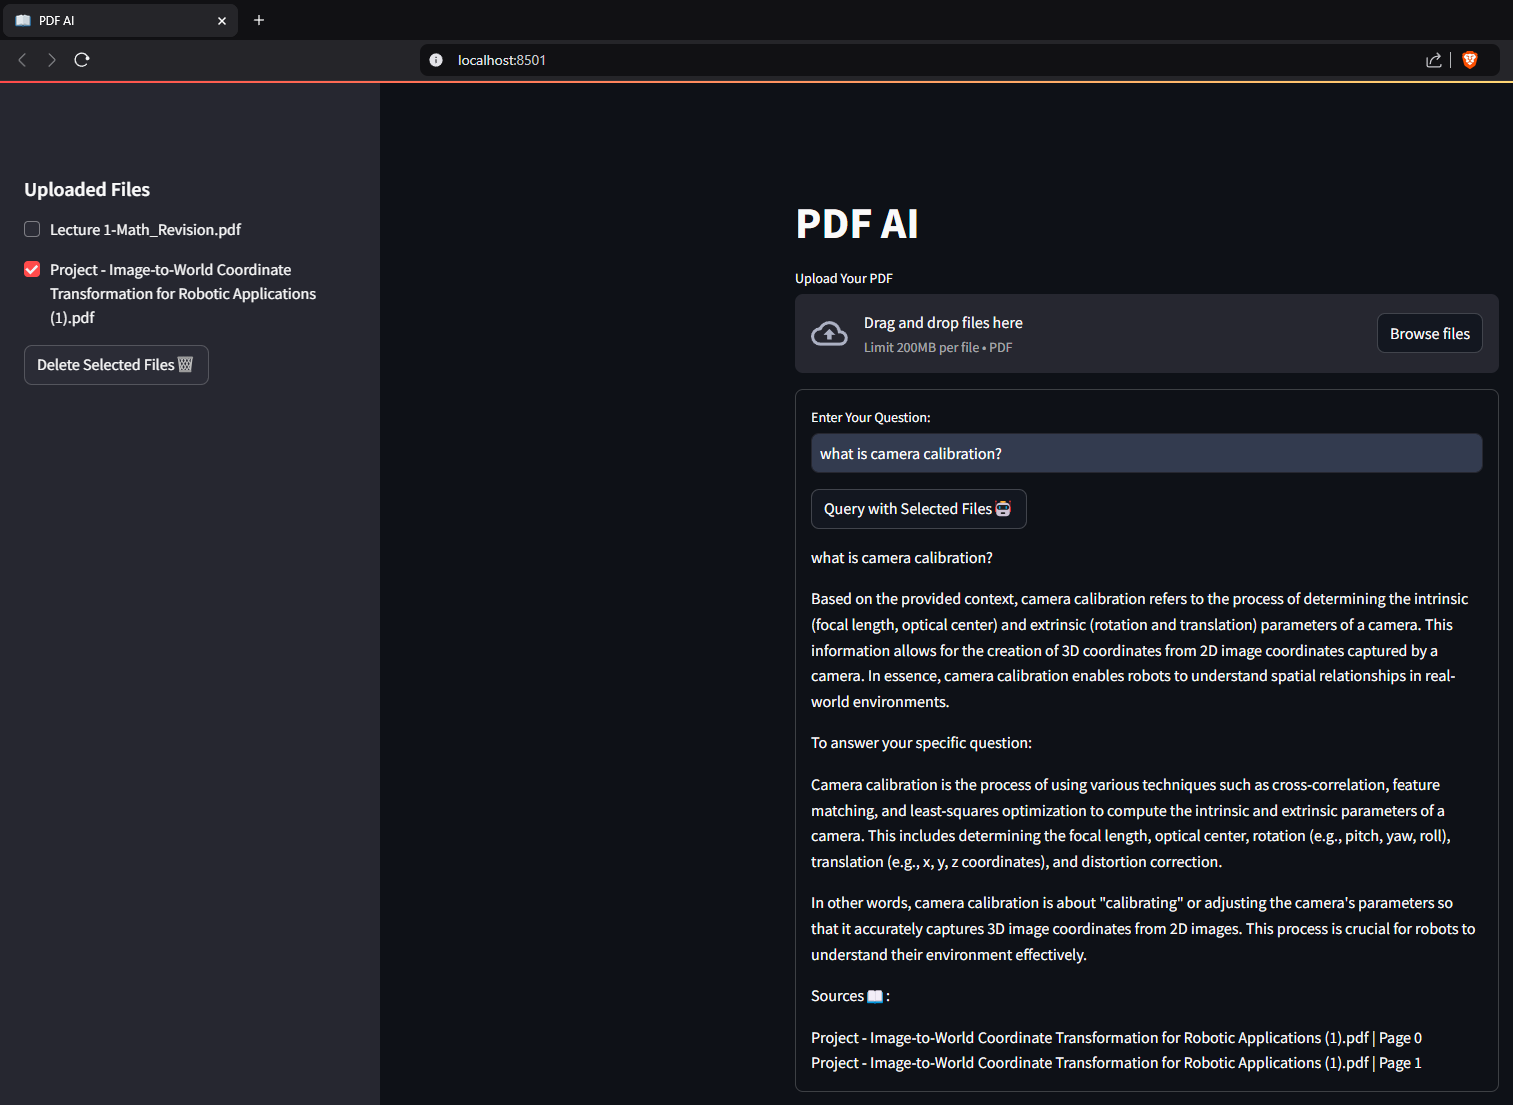 PDF AI
localhost:8501
Uploaded Files
Lecture 1-Math_Revision.pdf
Project - Image-to-World Coordinate
Transformation for Robotic Applications
(1).pdf
Delete Selected Files🗑️
PDF AI
Upload Your PDF
Drag and drop files here
Limit 200MB per file • PDF
Browse files
Enter Your Question:
what is camera calibration?
Query with Selected Files🤖
what is camera calibration?
Based on the provided context, camera calibration refers to the process of determining the intrinsic
(focal length, optical center) and extrinsic (rotation and translation) parameters of a camera. This
information allows for the creation of 3D coordinates from 2D image coordinates captured by a
camera. In essence, camera calibration enables robots to understand spatial relationships in real-
world environments.
To answer your specific question:
Camera calibration is the process of using various techniques such as cross-correlation, feature
matching, and least-squares optimization to compute the intrinsic and extrinsic parameters of a
camera. This includes determining the focal length, optical center, rotation (e.g., pitch, yaw, roll),
translation (e.g., x, y, z coordinates), and distortion correction.
In other words, camera calibration is about "calibrating" or adjusting the camera's parameters so
that it accurately captures 3D image coordinates from 2D images. This process is crucial for robots to
understand their environment effectively.
Sources 📖 :
Project - Image-to-World Coordinate Transformation for Robotic Applications (1).pdf | Page 0
Project - Image-to-World Coordinate Transformation for Robotic Applications (1).pdf | Page 1